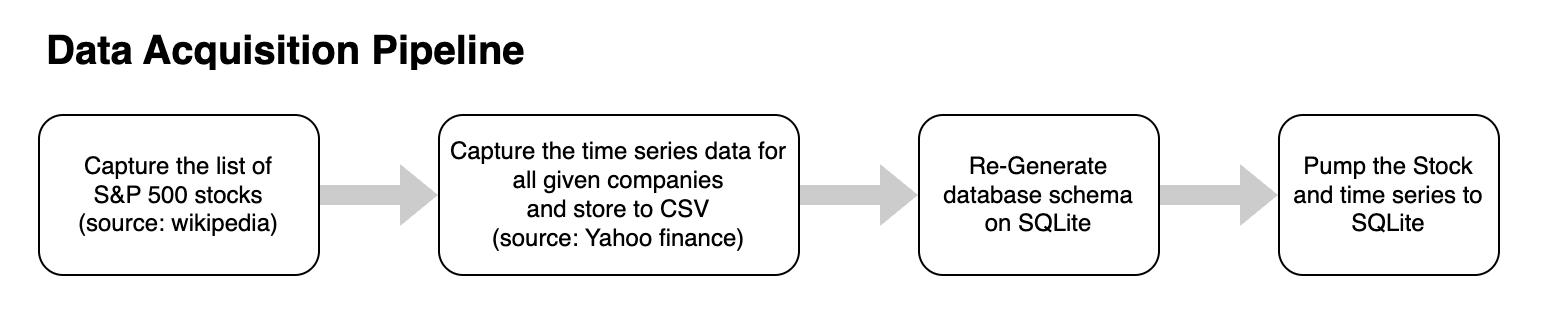 Data Acquisition Pipeline
Capture the list of
S&P 500 stocks
(source: wikipedia)
Capture the time series data for
all given companies
and store to CSV
(source: Yahoo finance)
Re-Generate
database schema
on SQLite
Pump the Stock
and time series to
SQLite